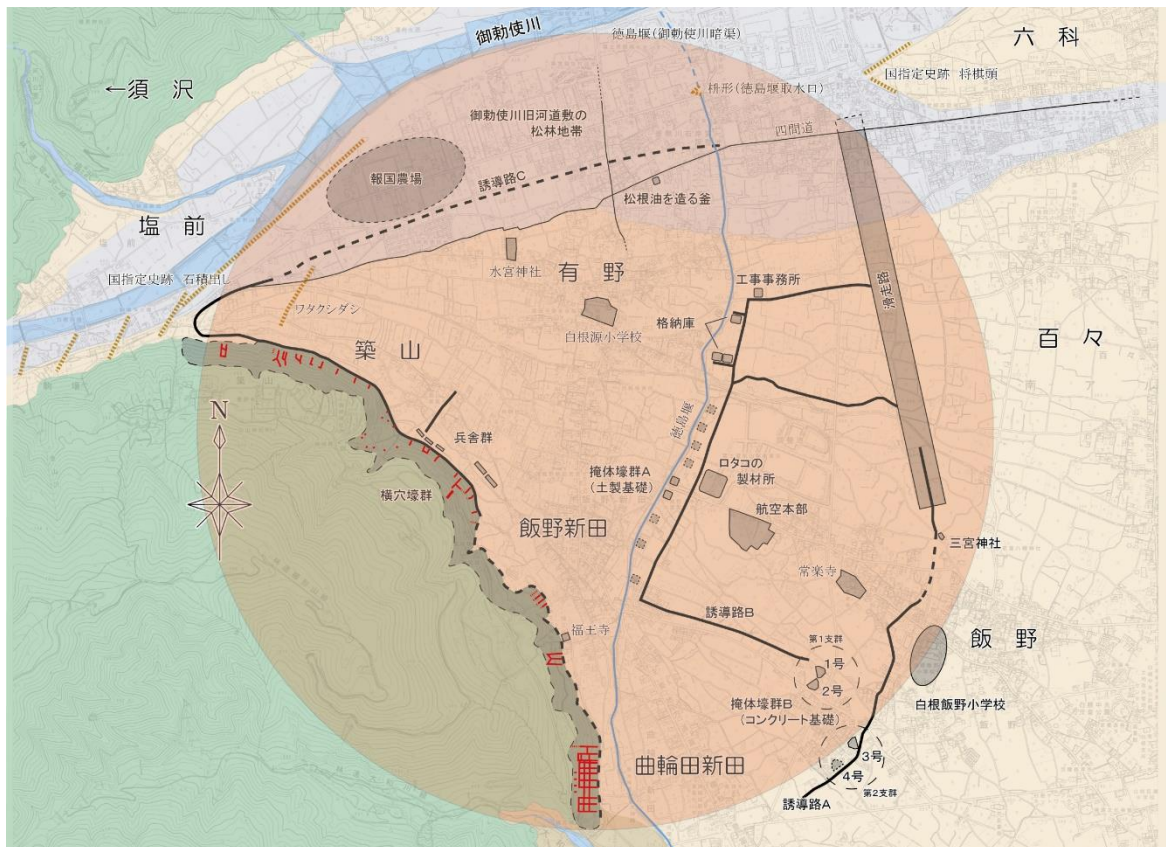 御勅使川
徳島堰(御勅使川暗渠)
六科
国指定史跡 将棋頭
←須沢
枡形(徳島堰取水口)
御勅使川旧河道敷の
松林地帯
四間道
報国農場
誘導路C
松根油を造る釜
塩前
水宮神社
有野
国指定史跡 石積出し
工事事務所
滑走路
ワタクシダシ
格納庫
白根源小学校
百々
築山
N
徳島堰
兵舎群
掩体壕群A
(土製基礎)
ロタコの
製材所
横穴壕群
航空本部
飯野新田
三宮神社
常楽寺
誘導路B
福王寺
第1支群
1号
2号
飯野
白根飯野小学校
掩体壕群B
(コンクリート基礎)
曲輪田新田
3号
4号
第2支群
誘導路A